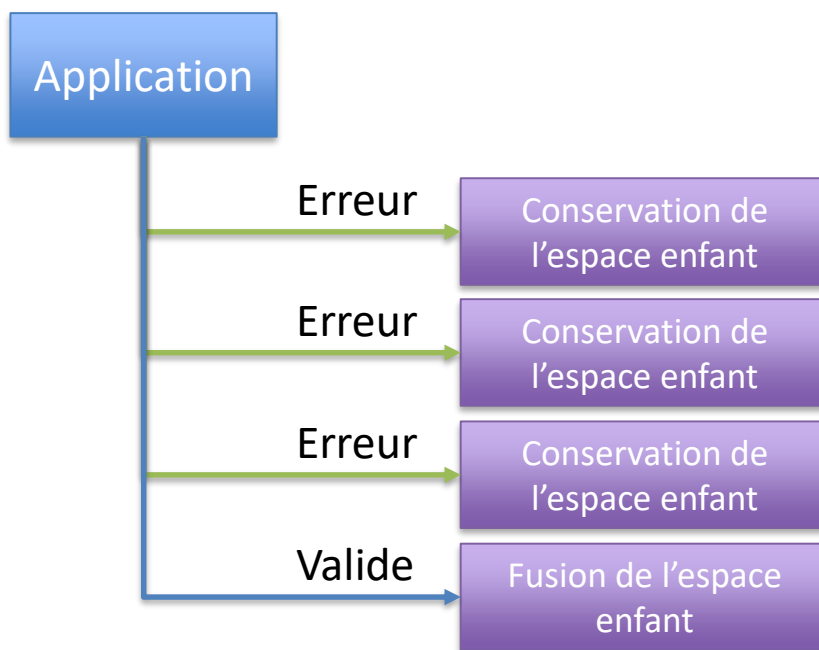 Application
Erreur
Conservation de
l’espace enfant
Erreur
Conservation de
l’espace enfant
Erreur
Conservation de
l’espace enfant
Valide
Fusion de l’espace
enfant